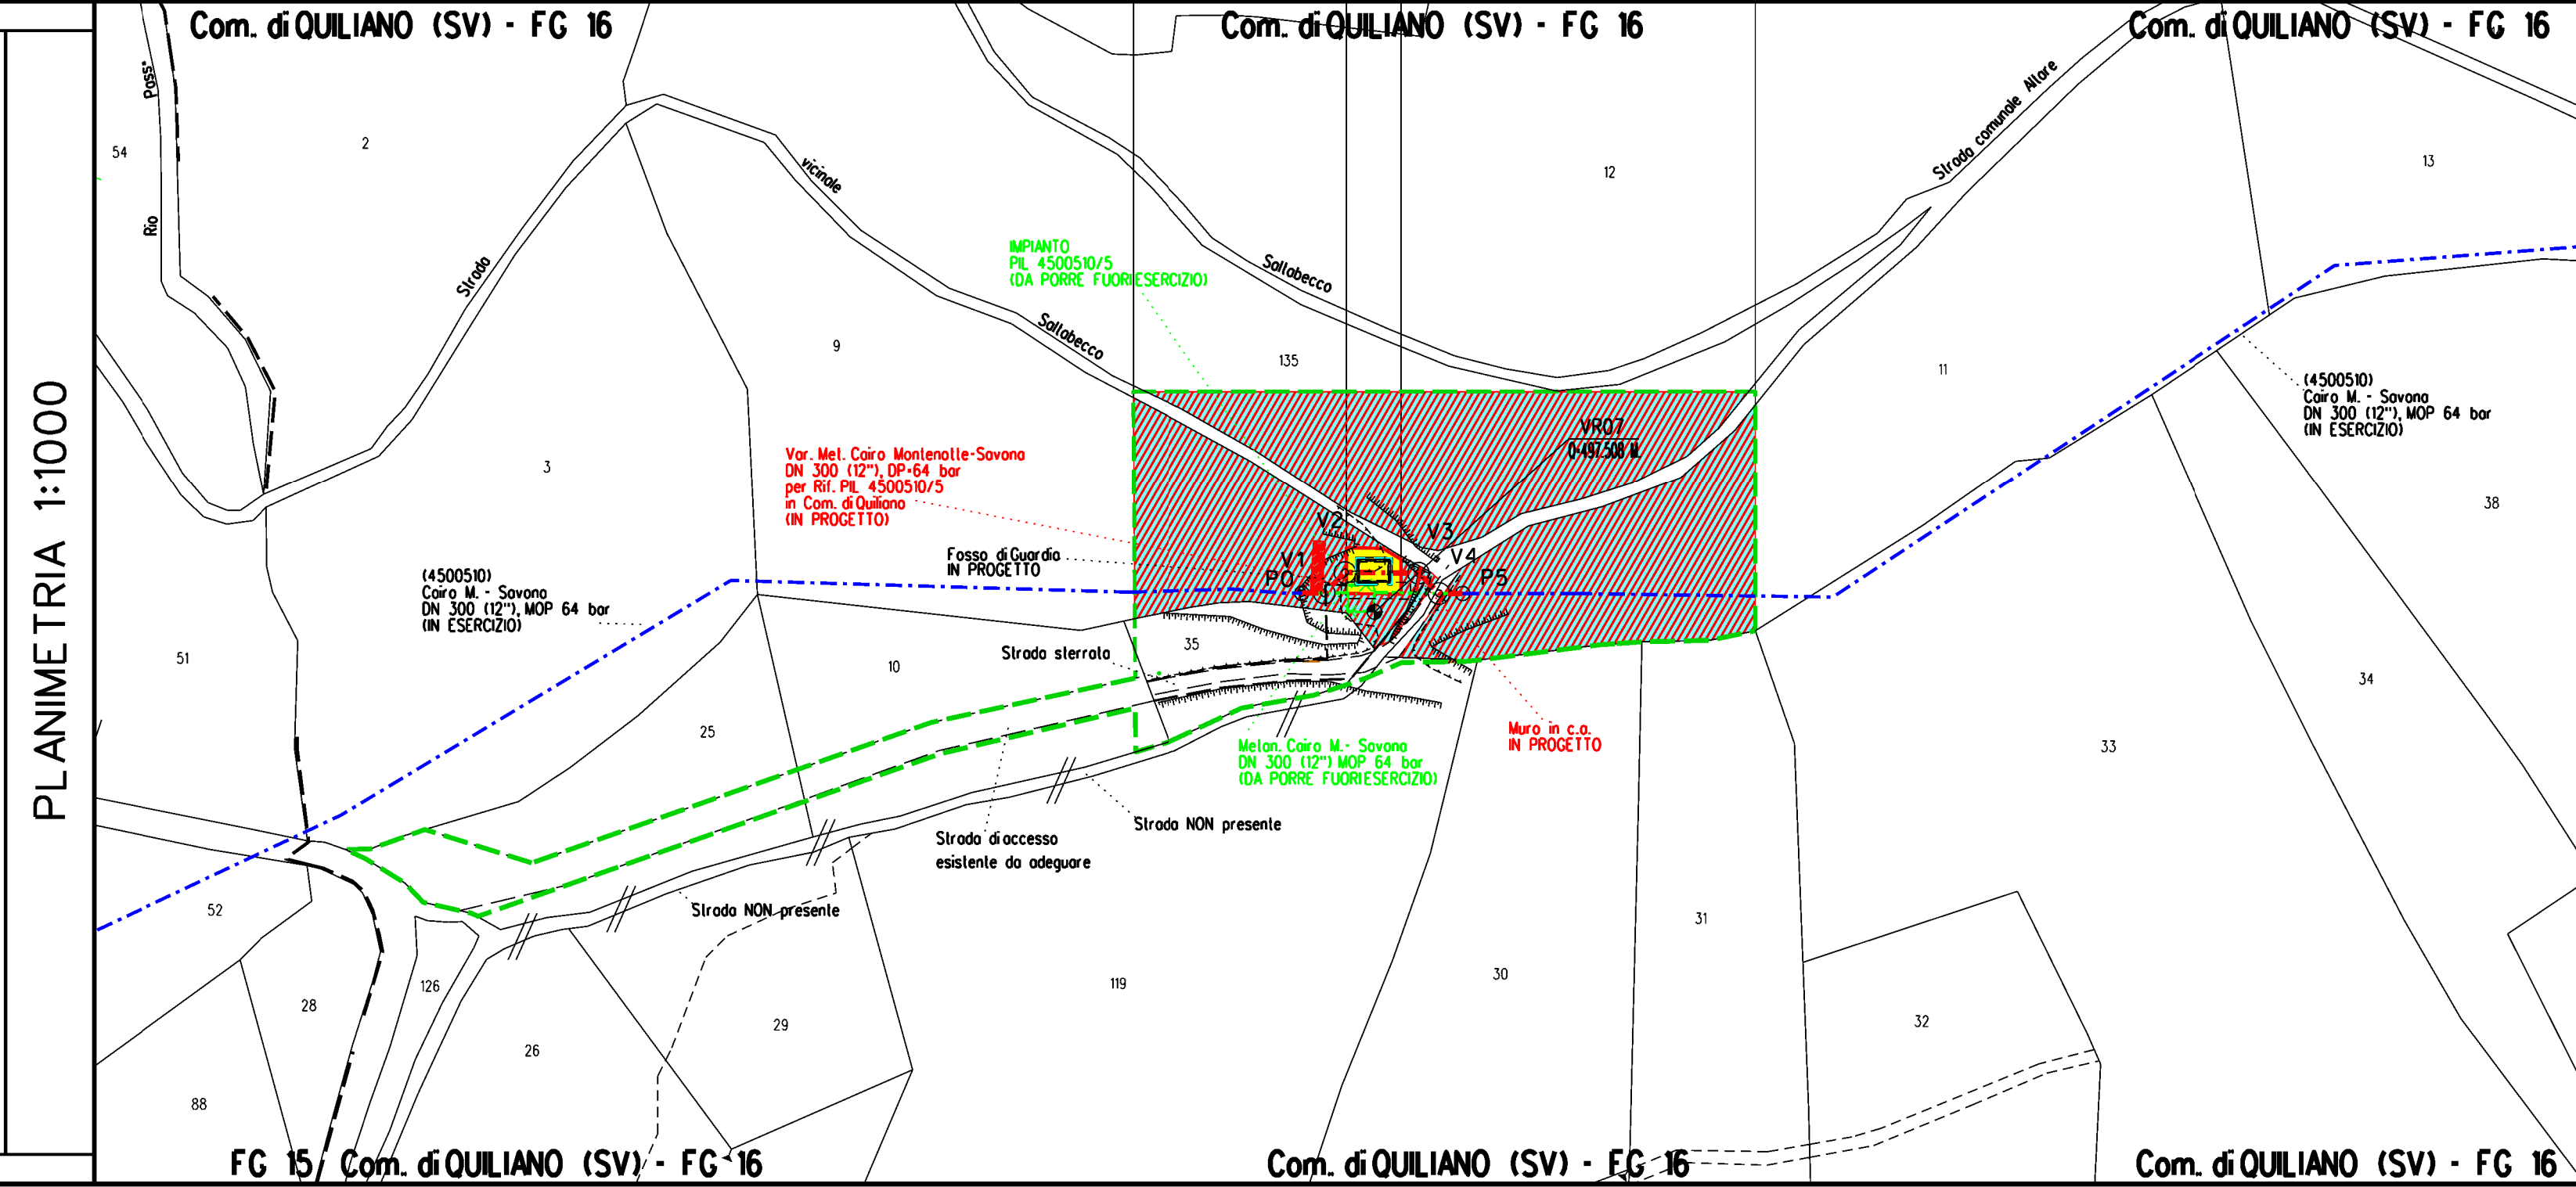 Com. di QUILIANO (SV) - FG 16
Com. di QUILIANO (SV) - FG 16
Com. di QUILIANO (SV) - FG 16
PLANIMETRIA 1:1000
Pass.
Rio
54
2
Strada
vicinale
Sallabecco
Sallabecco
12
Strada comunale Allare
13
IMPIANTO
PIL 4500510/5
(DA PORRE FUORI ESERCIZIO)
9
135
11
3
Var. Met. Cairo Montenotte-Savona
DN 300 (12"), DP=64 bar
per Rif. PIL 4500510/5
in Com. di Quiliano
(IN PROGETTO)
VR07
Q=497.508 M.
(4500510)
Cairo M. - Savona
DN 300 (12"), MOP 64 bar
(IN ESERCIZIO)
38
V2
V3
V1
V4
P0
P5
Fosso di Guardia
IN PROGETTO
(4500510)
Cairo M. - Savona
DN 300 (12"), MOP 64 bar
(IN ESERCIZIO)
51
10
35
Strada sterrata
34
25
Metan. Cairo M.- Savona
DN 300 (12") MOP 64 bar
(DA PORRE FUORI ESERCIZIO)
Muro in c.a.
IN PROGETTO
33
Strada di accesso
esistente da adeguare
Strada NON presente
Strada NON presente
52
31
126
28
119
30
29
32
26
88
FG 15
Com. di QUILIANO (SV) - FG 16
Com. di QUILIANO (SV) - FG 16
Com. di QUILIANO (SV) - FG 16